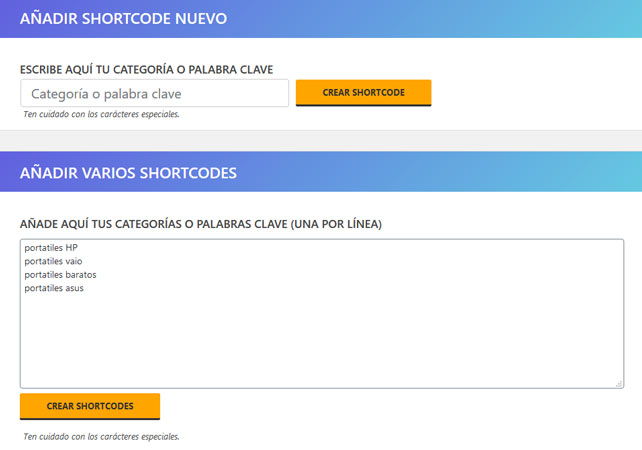 AÑADIR SHORTCODE NUEVO
ESCRIBE AQUÍ TU CATEGORÍA O PALABRA CLAVE
Categoría o palabra clave
CREAR SHORTCODE
Ten cuidado con los carácteres especiales.
AÑADIR VARIOS SHORTCODES
AÑADE AQUÍ TUS CATEGORÍAS O PALABRAS CLAVE (UNA POR LÍNEA)
portatiles HP
portatiles vaio
portatiles baratos
portatiles asus
CREAR SHORTCODES
Ten cuidado con los carácteres especiales.